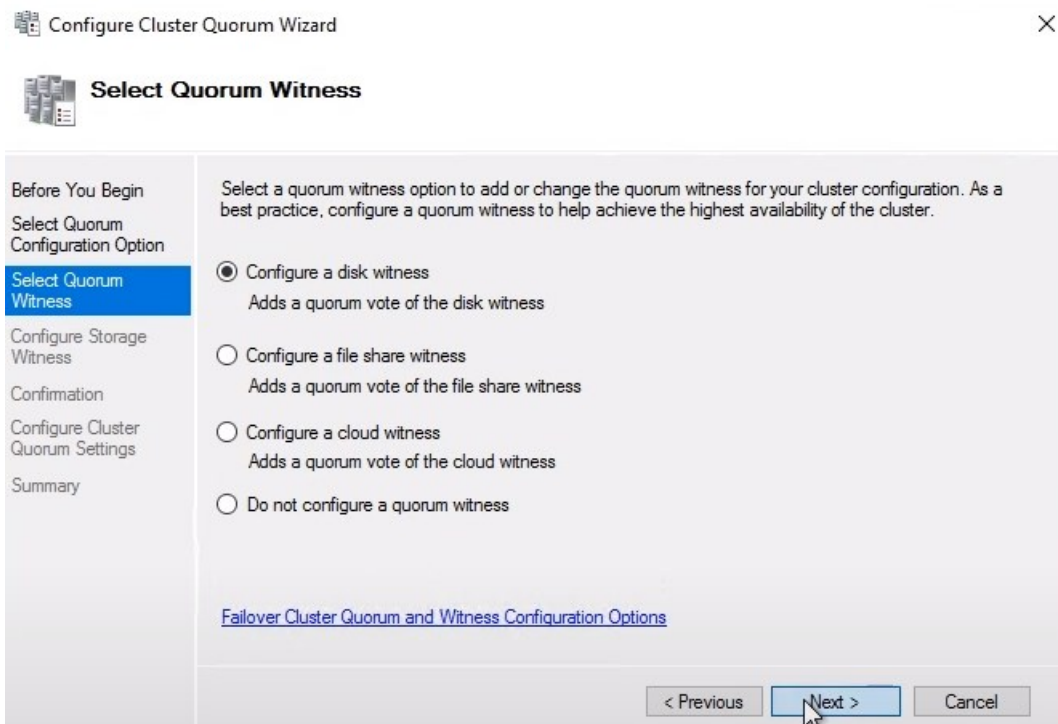 Configure Cluster Quorum Wizard
Select Quorum Witness
Before You Begin
Select Quorum
Configuration Option
Select Quorum
Witness
Configure Storage
Witness
Confirmation
Configure Cluster
Quorum Settings
Summary
Select a quorum witness option to add or change the quorum witness for your cluster configuration. As a
best practice, configure a quorum witness to help achieve the highest availability of the cluster.
Configure a disk witness
Adds a quorum vote of the disk witness
Configure a file share witness
Adds a quorum vote of the file share witness
Configure a cloud witness
Adds a quorum vote of the cloud witness
Do not configure a quorum witness
Failover Cluster Quorum and Witness Configuration Options
< Previous
Next >
Cancel